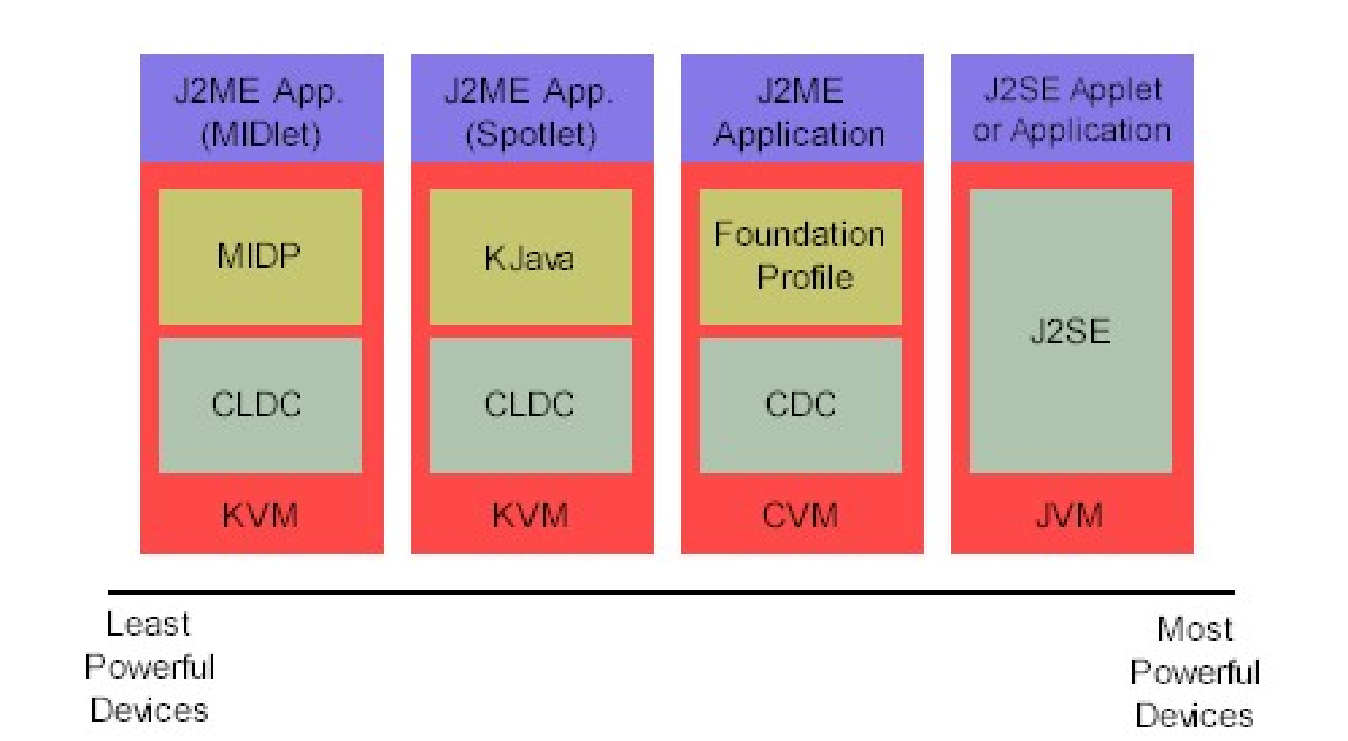 J2ME App.
(MIDlet)
J2ME App.
(Spotlet)
J2ME
Application
J2SE Applet
or Application
MIDP
KJava
Foundation
Profile
J2SE
CLDC
CLDC
CDC
KVM
KVM
CVM
JVM
Least
Powerful
Devices
Most
Powerful
Devices